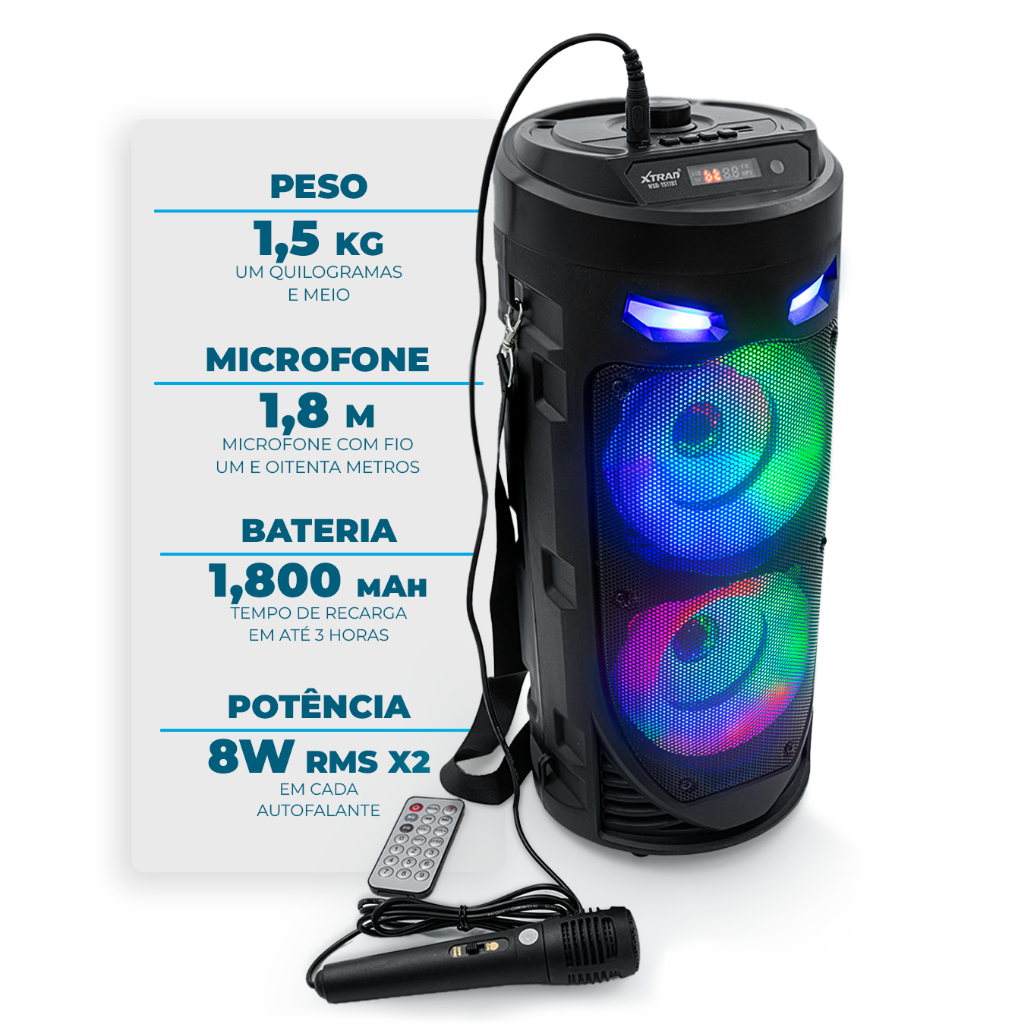 PESO
1,5 KG
UM QUILOGRAMAS
E MEIO
MICROFONE
1,8 M
MICROFONE COM FIO
UM E OITENTA METROS
BATERIA
1,800 MAH
TEMPO DE RECARGA
EM ATÉ 3 HORAS
POTÊNCIA
8W RMS X2
EM CADA
AUTOFALANTE
XTRAD